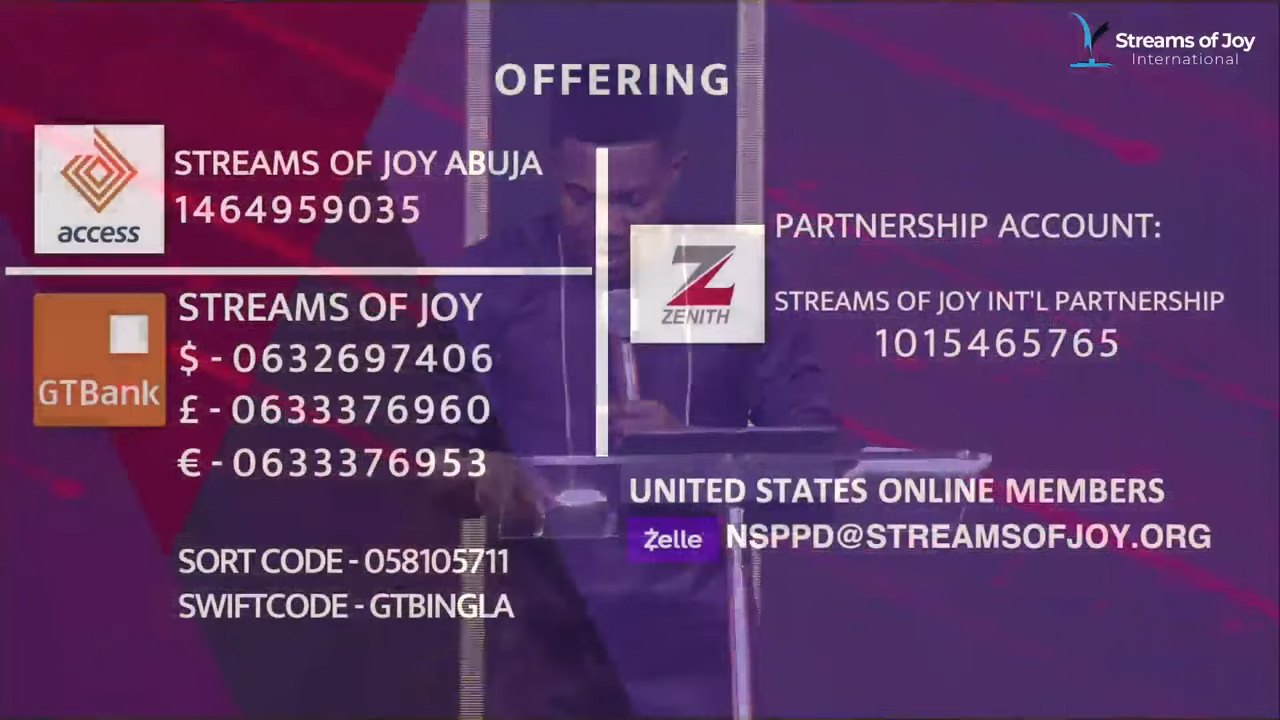 Streams of Joy
International
OFFERING
access
STREAMS OF JOY ABUJA
1464959035
GTBank
STREAMS OF JOY
$ - 0632697406
£ - 0633376960
€ - 0633376953
SORT CODE - 058105711
SWIFTCODE - GTBINGLA
ZENITH
PARTNERSHIP ACCOUNT:
STREAMS OF JOY INT'L PARTNERSHIP
1015465765
UNITED STATES ONLINE MEMBERS
Zelle NSPPD@STREAMSOFJOY.ORG